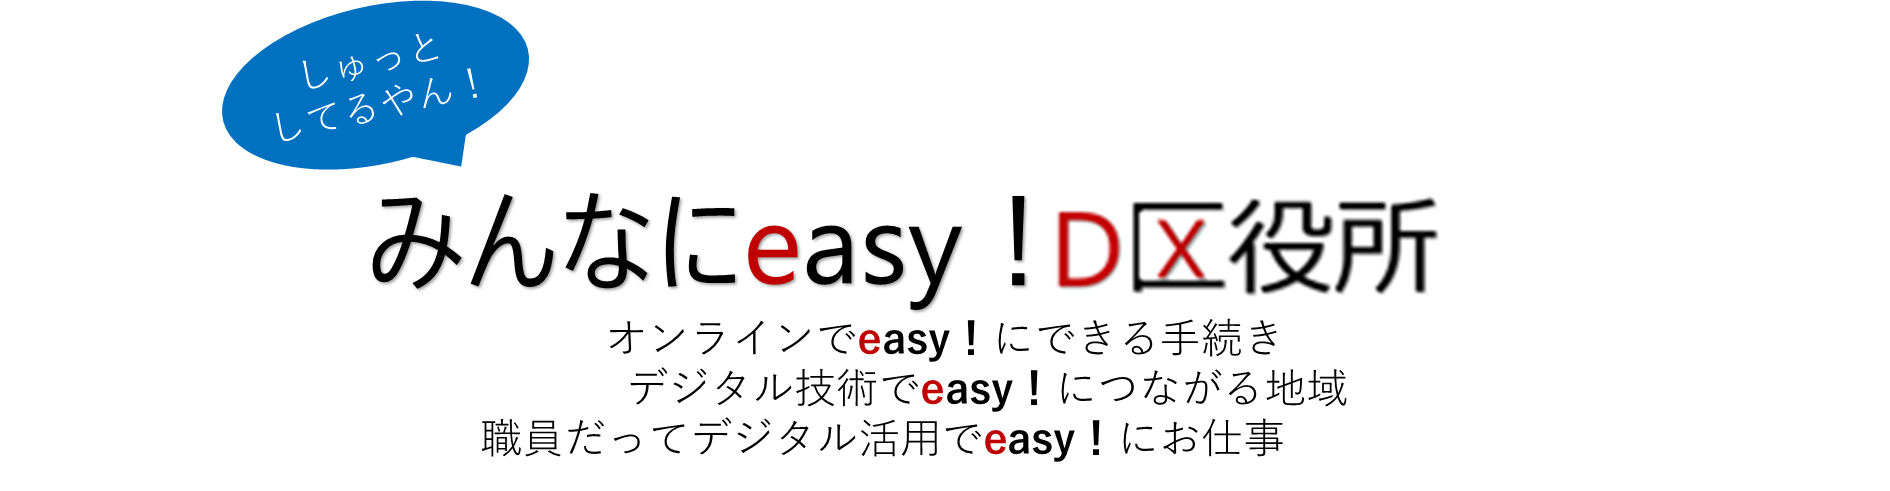 しゅっと
してるやん！
みんなにeasy！D区役所
オンラインでeasy！にできる手続き
デジタル技術でeasy！につながる地域
職員だってデジタル活用でeasy！にお仕事